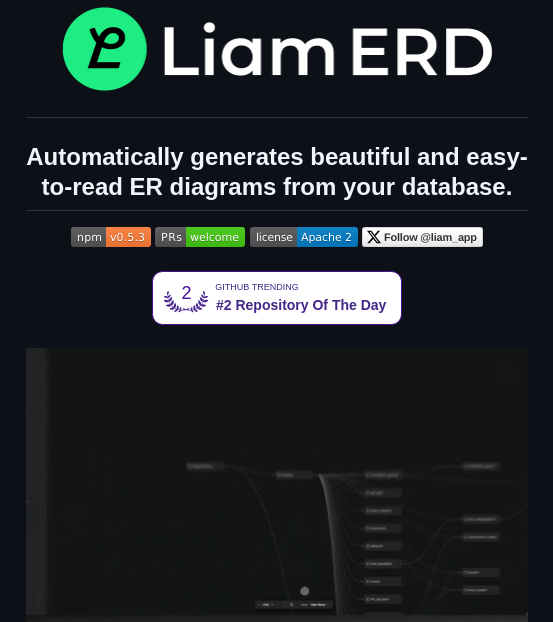 Liam ERD
Automatically generates beautiful and easy-
to-read ER diagrams from your database.
npm v0.5.3 PRs welcome license Apache 2 Follow @liam_app
2 GITHUB TRENDING
#2 Repository Of The Day